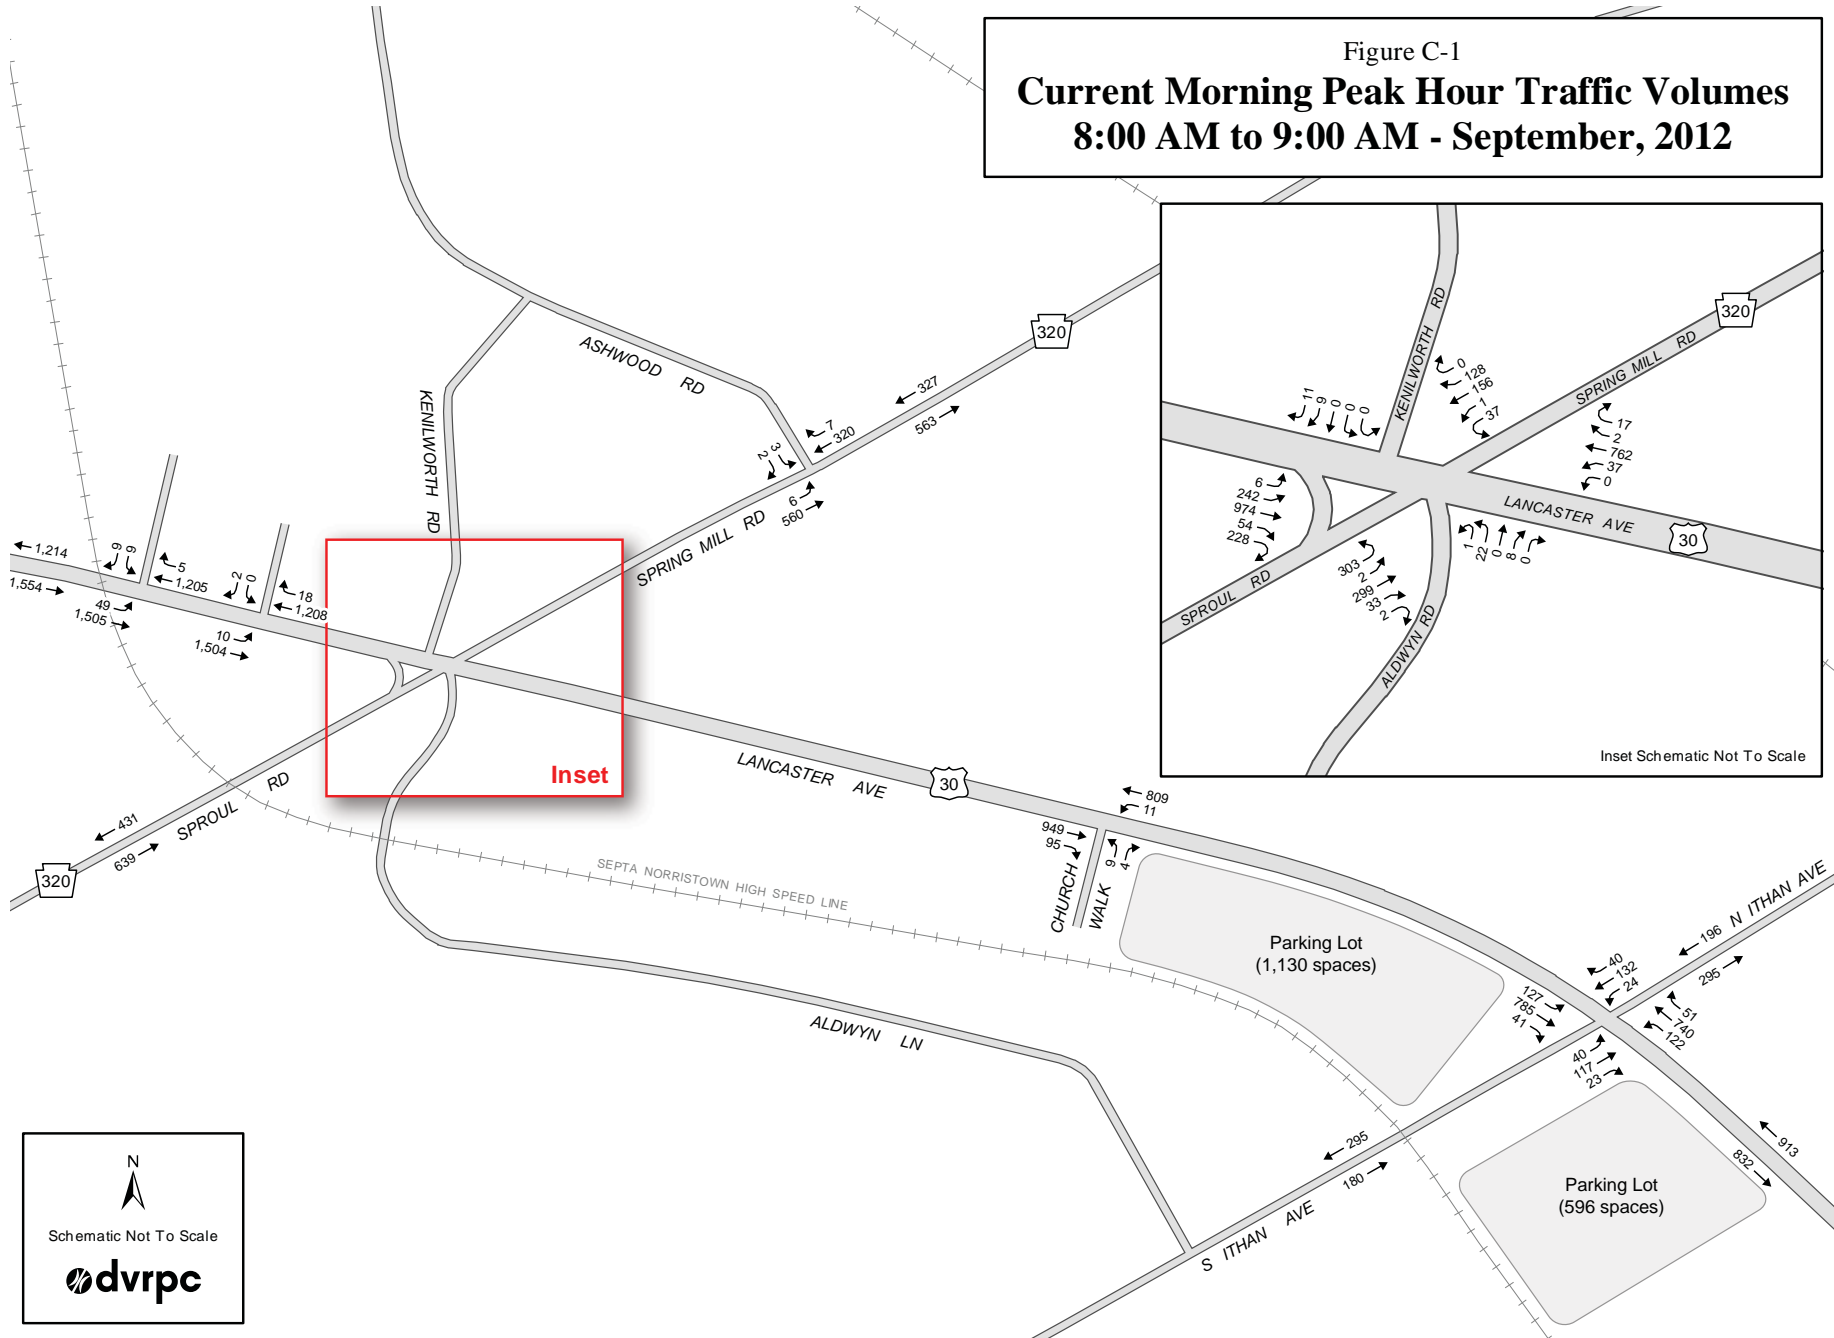 Figure C-1
Current Morning Peak Hour Traffic Volumes
8:00 AM to 9:00 AM - September, 2012
320
ASHWOOD RD
KENILWORTH RD
327
563
7
320
3
2
6
560
SPRING MILL RD
1,214
1,554
9
9
5
1,205
49
1,505
2
0
18
1,208
10
1,504
Inset
SPROUL RD
431
639
320
LANCASTER AVE
30
SEPTA NORRISTOWN HIGH SPEED LINE
809
11
949
95
9
4
CHURCH
WALK
ALDWYN LN
Parking Lot
(1,130 spaces)
N ITHAN AVE
196
295
40
132
24
127
785
41
51
740
122
40
117
23
295
180
S ITHAN AVE
913
832
Parking Lot
(596 spaces)
KENILWORTH RD
SPRING MILL RD
320
11
9
0
0
0
0
128
156
1
37
17
2
762
37
0
6
242
974
54
228
LANCASTER AVE
30
1
22
0
8
0
303
2
299
33
2
SPROUL RD
ALDWYN RD
Inset Schematic Not To Scale
N
Schematic Not To Scale
dvrpc